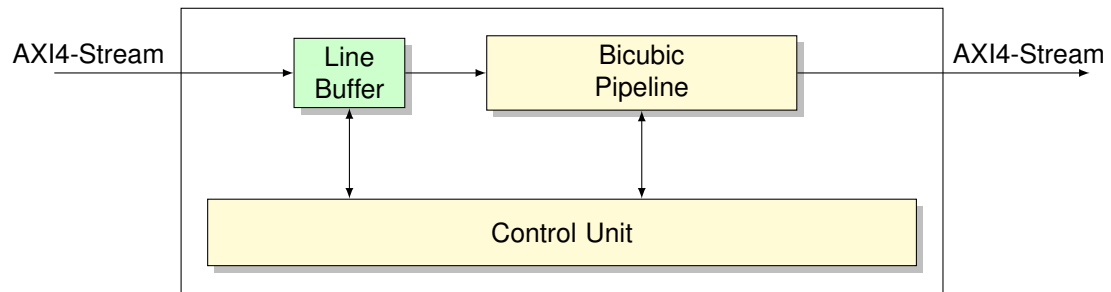 AXI4-Stream
Line
Buffer
Bicubic
Pipeline
AXI4-Stream
Control Unit